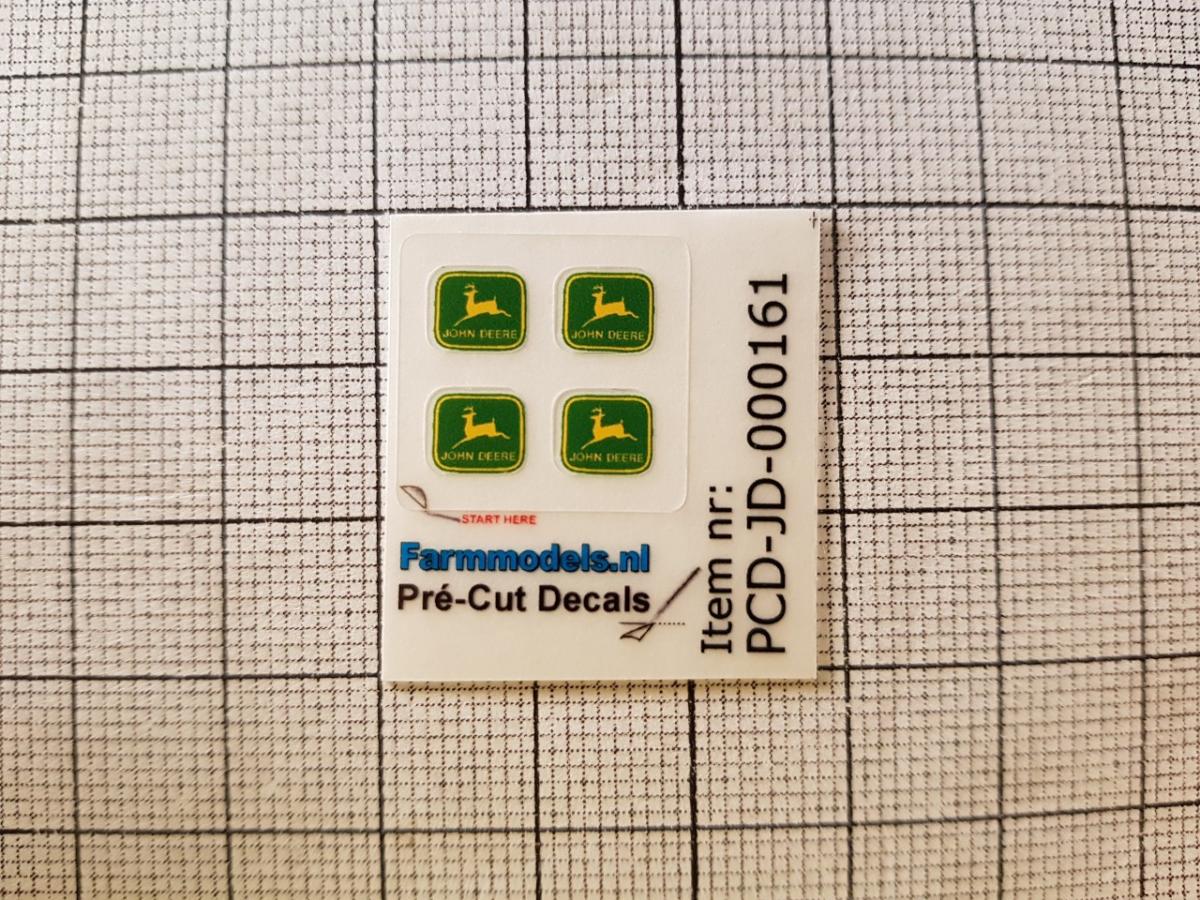 JOHN DEERE
JOHN DEERE
JOHN DEERE
JOHN DEERE
START HERE
Farmmodels.nl
Pré-Cut Decals
Item nr:
PCD-JD-000161